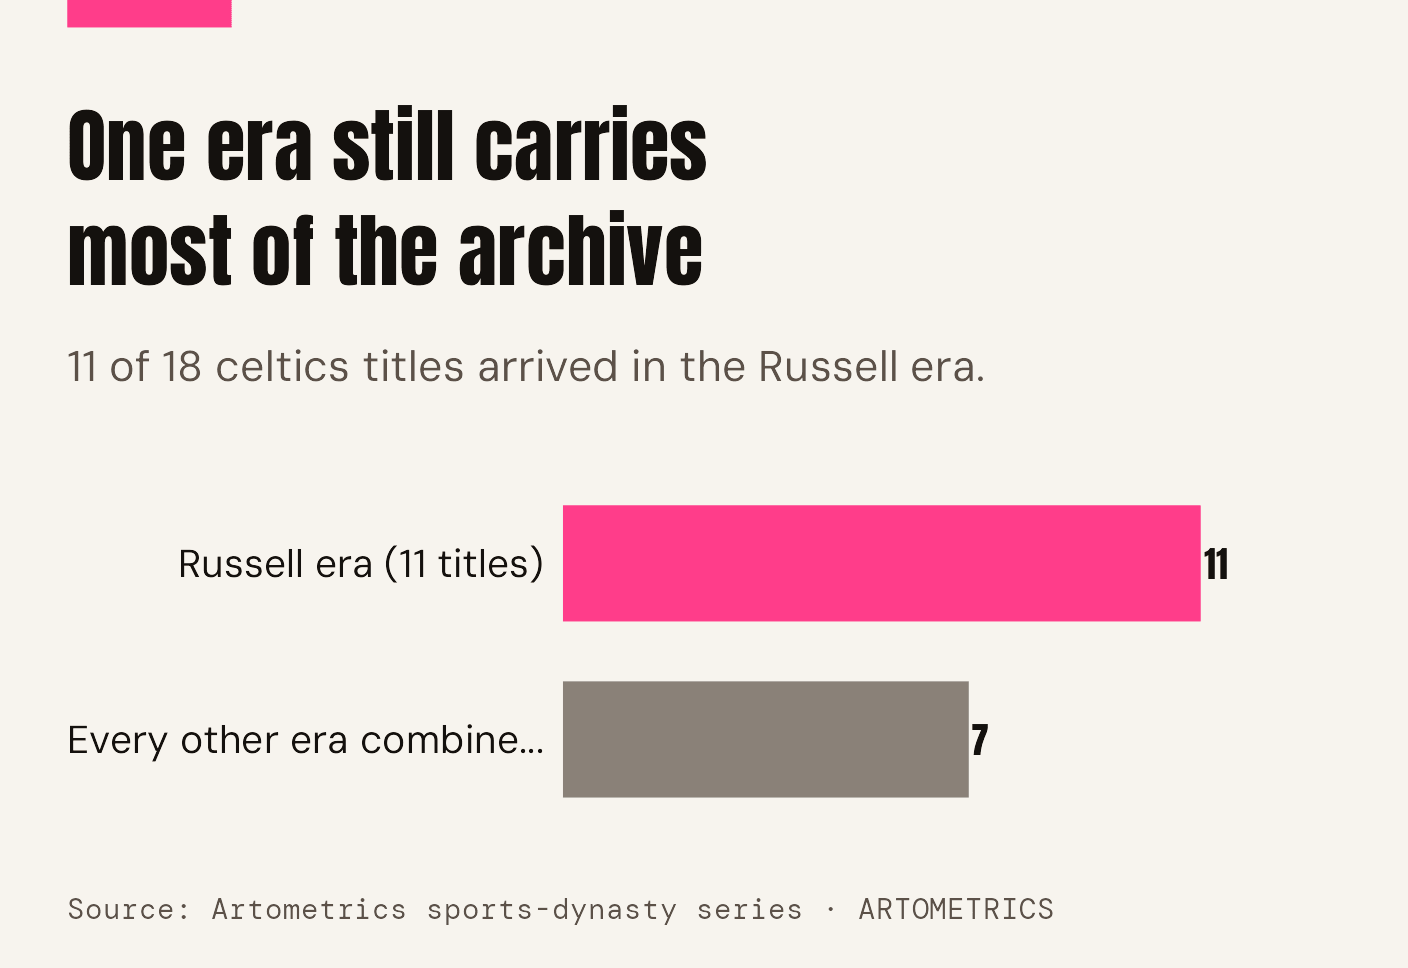 One era still carries
most of the archive
11 of 18 celtics titles arrived in the Russell era.
Russell era (11 titles)
11
Every other era combine...
7
Source: Artometrics sports-dynasty series · ARTOMETRICS